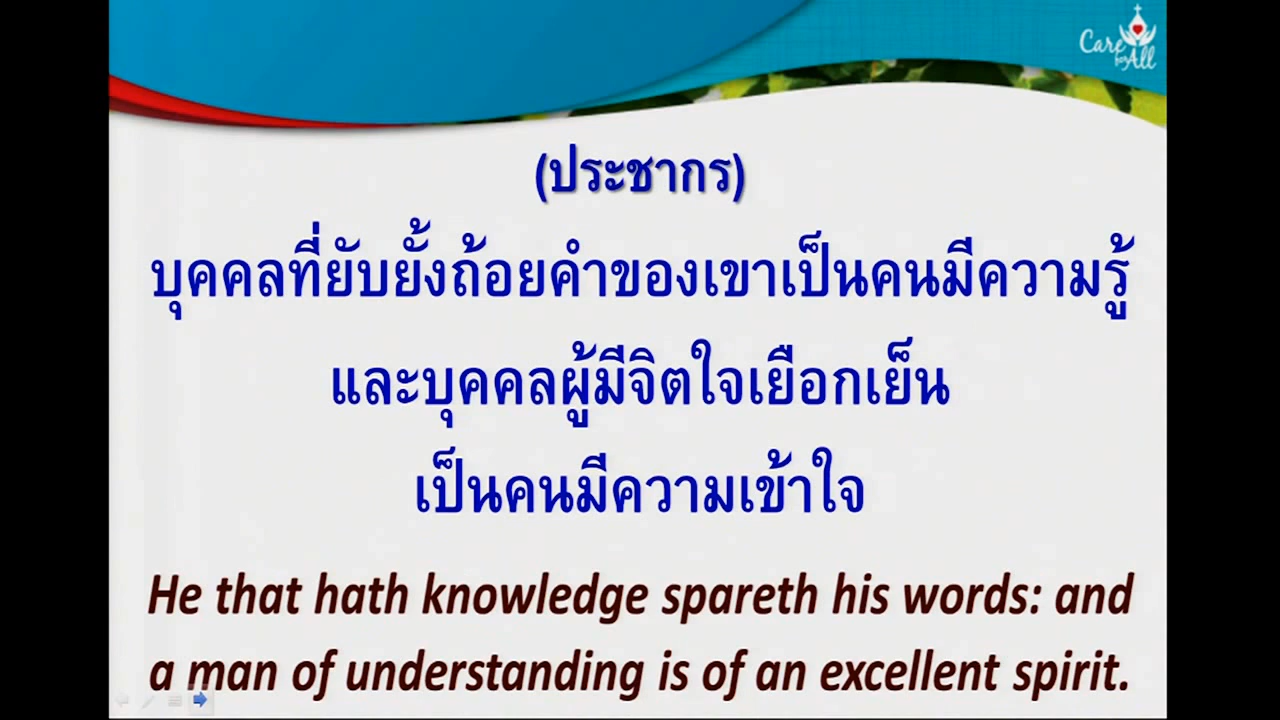 Care
for All
(ประชากร)
บุคคลที่ยับยั้งถ้อยคำของเขาเป็นคนมีความรู้
และบุคคลผู้มีจิตใจเยือกเย็น
เป็นคนมีความเข้าใจ
He that hath knowledge spareth his words: and
a man of understanding is of an excellent spirit.